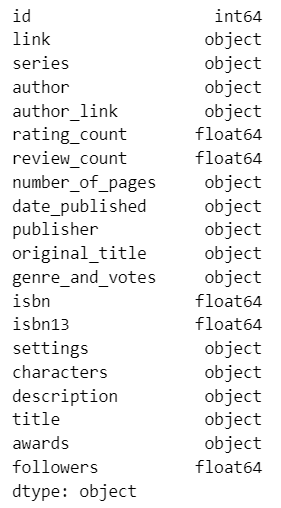 id int64
link object
series object
author object
author_link object
rating_count float64
review_count float64
number_of_pages object
date_published object
publisher object
original_title object
genre_and_votes object
isbn float64
isbn13 float64
settings object
characters object
description object
title object
awards object
followers float64
dtype: object